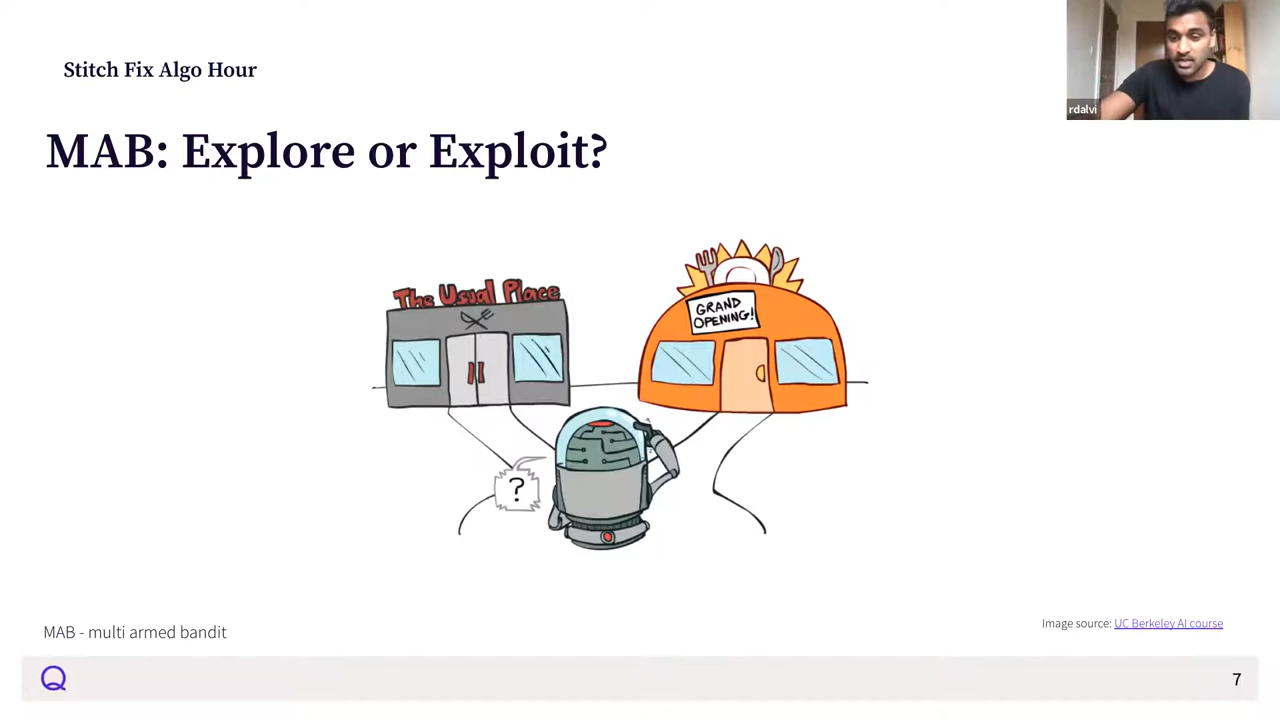 Stitch Fix Algo Hour
rdalvi
MAB: Explore or Exploit?
The Usual Place
GRAND
OPENING!
?
MAB - multi armed bandit
Image source: UC Berkeley AI course
7